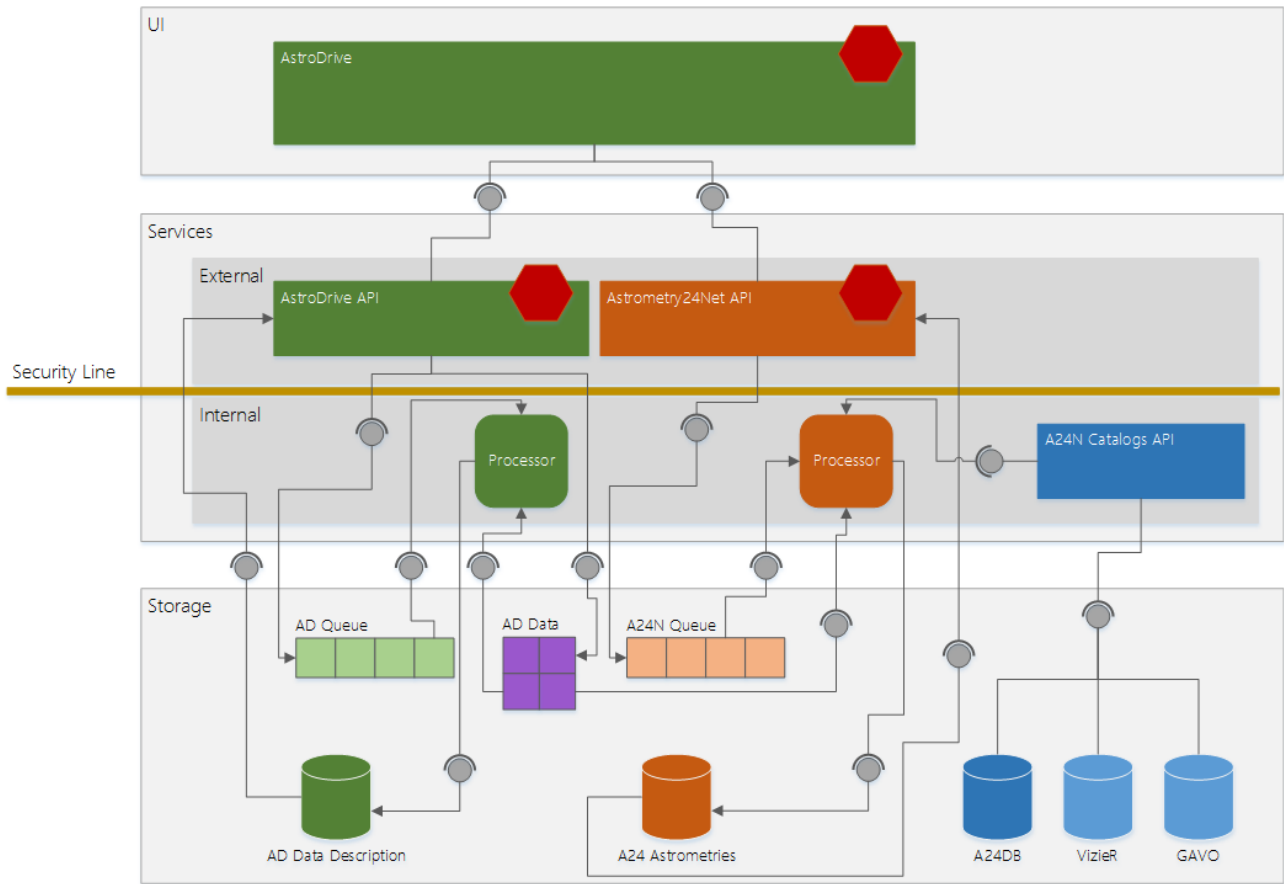 UI
AstroDrive
Services
External
AstroDrive API
Astrometry24Net API
Security Line
Internal
Processor
Processor
A24N Catalogs API
Storage
AD Queue
AD Data
A24N Queue
AD Data Description
A24 Astrometries
A24DB
VizieR
GAVO